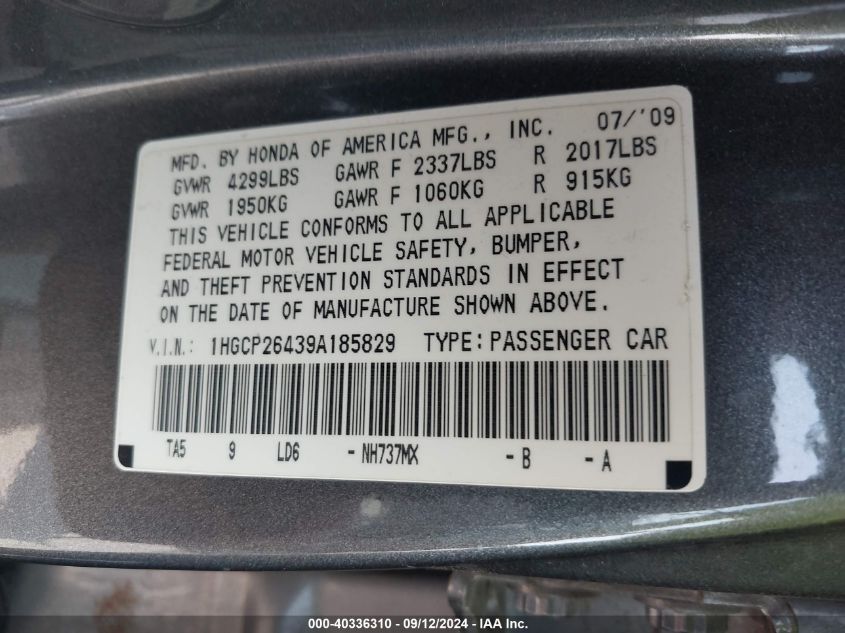 MFD. BY HONDA OF AMERICA MFG., INC. 07/'09
GVWR 4299LBS GAWR F 2337LBS R 2017LBS
GVWR 1950KG GAWR F 1060KG R 915KG
THIS VEHICLE CONFORMS TO ALL APPLICABLE
FEDERAL MOTOR VEHICLE SAFETY, BUMPER,
AND THEFT PREVENTION STANDARDS IN EFFECT
ON THE DATE OF MANUFACTURE SHOWN ABOVE.
V.I.N.: 1HGCP26439A185829 TYPE:PASSENGER CAR
TA5 9 LD6 -NH737MX -B -A
000-40336310 - 09/12/2024 - IAA Inc.